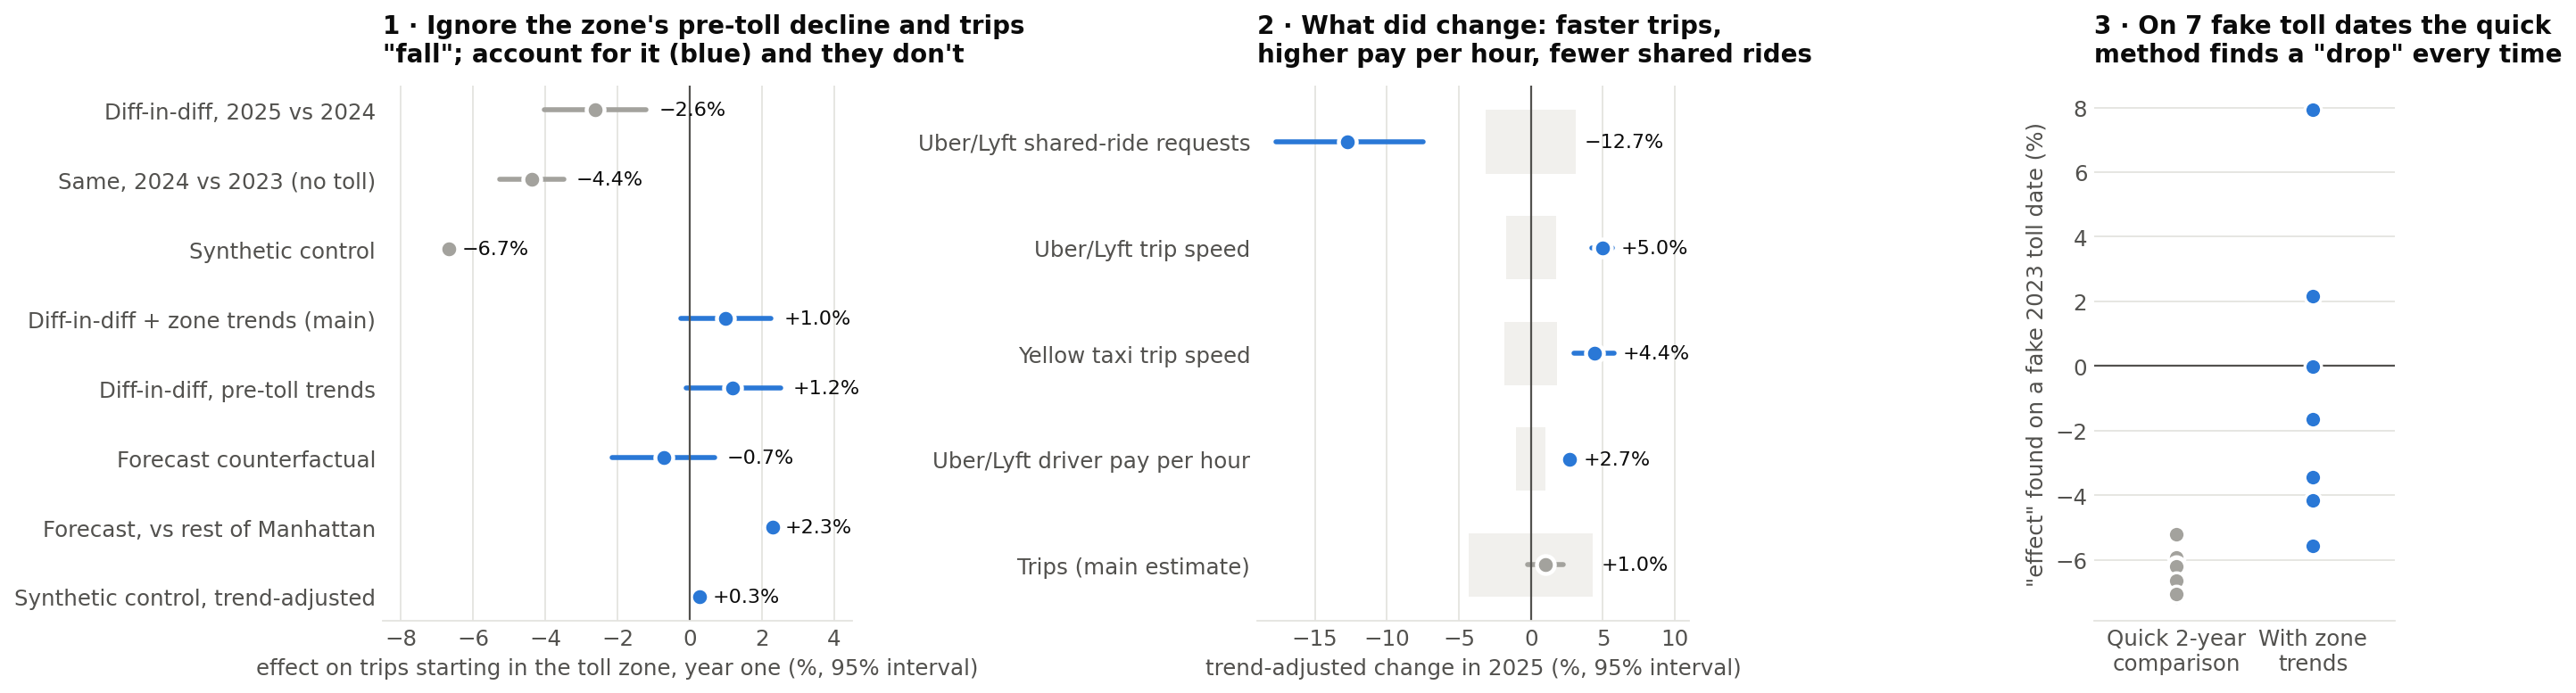 1 · Ignore the zone's pre-toll decline and trips
"fall"; account for it (blue) and they don't
Diff-in-diff, 2025 vs 2024
−2.6%
Same, 2024 vs 2023 (no toll)
−4.4%
Synthetic control
−6.7%
Diff-in-diff + zone trends (main)
+1.0%
Diff-in-diff, pre-toll trends
+1.2%
Forecast counterfactual
−0.7%
Forecast, vs rest of Manhattan
+2.3%
Synthetic control, trend-adjusted
+0.3%
−8 −6 −4 −2 0 2 4
effect on trips starting in the toll zone, year one (%, 95% interval)
2 · What did change: faster trips,
higher pay per hour, fewer shared rides
Uber/Lyft shared-ride requests
−12.7%
Uber/Lyft trip speed
+5.0%
Yellow taxi trip speed
+4.4%
Uber/Lyft driver pay per hour
+2.7%
Trips (main estimate)
+1.0%
−15 −10 −5 0 5 10
trend-adjusted change in 2025 (%, 95% interval)
3 · On 7 fake toll dates the quick
method finds a "drop" every time
"effect" found on a fake 2023 toll date (%)
8
6
4
2
0
−2
−4
−6
Quick 2-year
comparison
With zone
trends